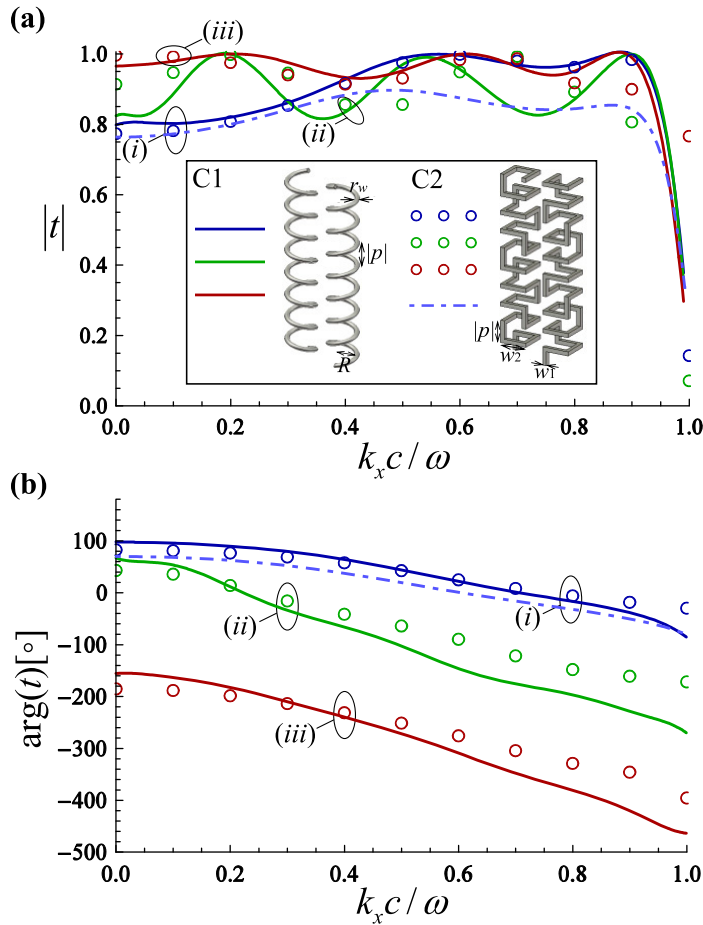 (a)
(iii)
1.0
0.8
(i)
(ii)
C1
r_w
C2
0.6
|t|
|p|
0.4
|p|
0.2
w_2
R
w_1
0.0
0.0 0.2 0.4 0.6 0.8 1.0
k_x c / ω
(b)
100
0
(ii)
(i)
−100
arg(t)[∘]
−200
(iii)
−300
−400
−500
0.0 0.2 0.4 0.6 0.8 1.0
k_x c / ω